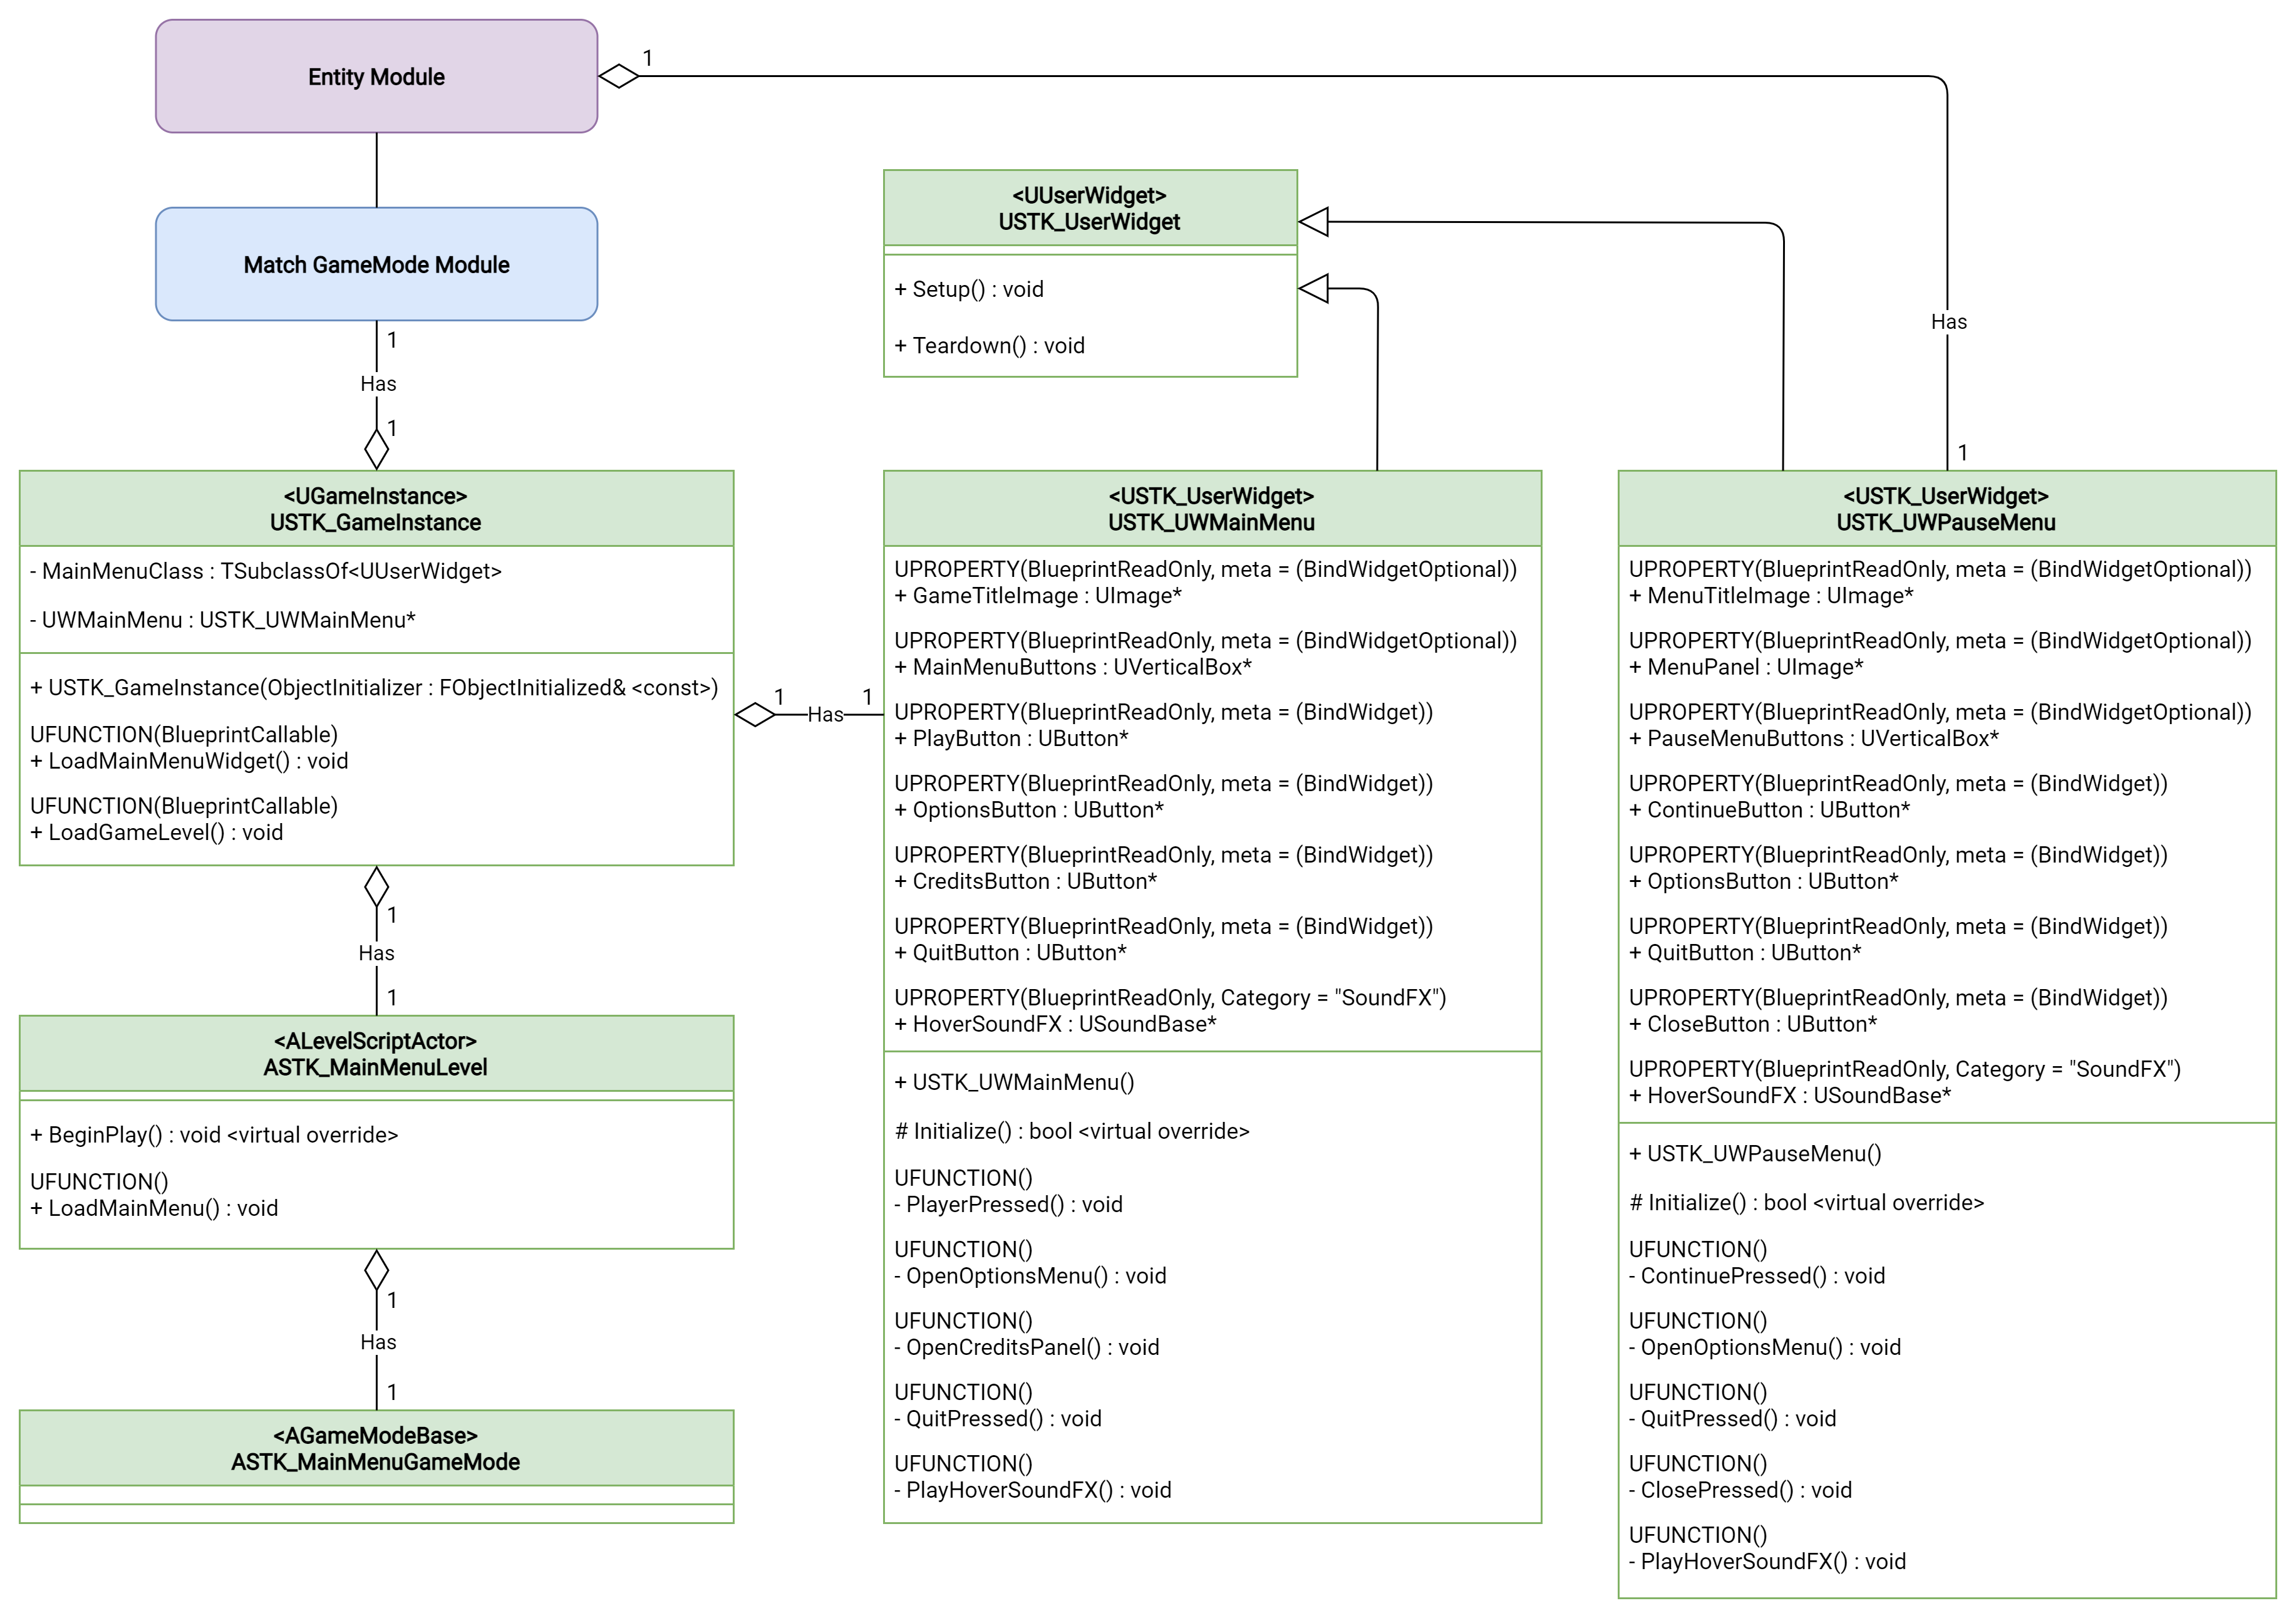 Entity Module
1
Match GameMode Module
1
Has
1
<UUserWidget>
USTK_UserWidget
+ Setup() : void
+ Teardown() : void
Has
1
<UGameInstance>
USTK_GameInstance
- MainMenuClass : TSubclassOf<UUserWidget>
- UWMainMenu : USTK_UWMainMenu*
+ USTK_GameInstance(ObjectInitializer : FObjectInitialized& <const>)
UFUNCTION(BlueprintCallable)
+ LoadMainMenuWidget() : void
UFUNCTION(BlueprintCallable)
+ LoadGameLevel() : void
1
Has
1
1
Has
1
<ALevelScriptActor>
ASTK_MainMenuLevel
+ BeginPlay() : void <virtual override>
UFUNCTION()
+ LoadMainMenu() : void
1
Has
1
<AGameModeBase>
ASTK_MainMenuGameMode
<USTK_UserWidget>
USTK_UWMainMenu
UPROPERTY(BlueprintReadOnly, meta = (BindWidgetOptional))
+ GameTitleImage : UImage*
UPROPERTY(BlueprintReadOnly, meta = (BindWidgetOptional))
+ MainMenuButtons : UVerticalBox*
UPROPERTY(BlueprintReadOnly, meta = (BindWidget))
+ PlayButton : UButton*
UPROPERTY(BlueprintReadOnly, meta = (BindWidget))
+ OptionsButton : UButton*
UPROPERTY(BlueprintReadOnly, meta = (BindWidget))
+ CreditsButton : UButton*
UPROPERTY(BlueprintReadOnly, meta = (BindWidget))
+ QuitButton : UButton*
UPROPERTY(BlueprintReadOnly, Category = "SoundFX")
+ HoverSoundFX : USoundBase*
+ USTK_UWMainMenu()
# Initialize() : bool <virtual override>
UFUNCTION()
- PlayerPressed() : void
UFUNCTION()
- OpenOptionsMenu() : void
UFUNCTION()
- OpenCreditsPanel() : void
UFUNCTION()
- QuitPressed() : void
UFUNCTION()
- PlayHoverSoundFX() : void
<USTK_UserWidget>
USTK_UWPauseMenu
UPROPERTY(BlueprintReadOnly, meta = (BindWidgetOptional))
+ MenuTitleImage : UImage*
UPROPERTY(BlueprintReadOnly, meta = (BindWidgetOptional))
+ MenuPanel : UImage*
UPROPERTY(BlueprintReadOnly, meta = (BindWidgetOptional))
+ PauseMenuButtons : UVerticalBox*
UPROPERTY(BlueprintReadOnly, meta = (BindWidget))
+ ContinueButton : UButton*
UPROPERTY(BlueprintReadOnly, meta = (BindWidget))
+ OptionsButton : UButton*
UPROPERTY(BlueprintReadOnly, meta = (BindWidget))
+ QuitButton : UButton*
UPROPERTY(BlueprintReadOnly, meta = (BindWidget))
+ CloseButton : UButton*
UPROPERTY(BlueprintReadOnly, Category = "SoundFX")
+ HoverSoundFX : USoundBase*
+ USTK_UWPauseMenu()
# Initialize() : bool <virtual override>
UFUNCTION()
- ContinuePressed() : void
UFUNCTION()
- OpenOptionsMenu() : void
UFUNCTION()
- QuitPressed() : void
UFUNCTION()
- ClosePressed() : void
UFUNCTION()
- PlayHoverSoundFX() : void